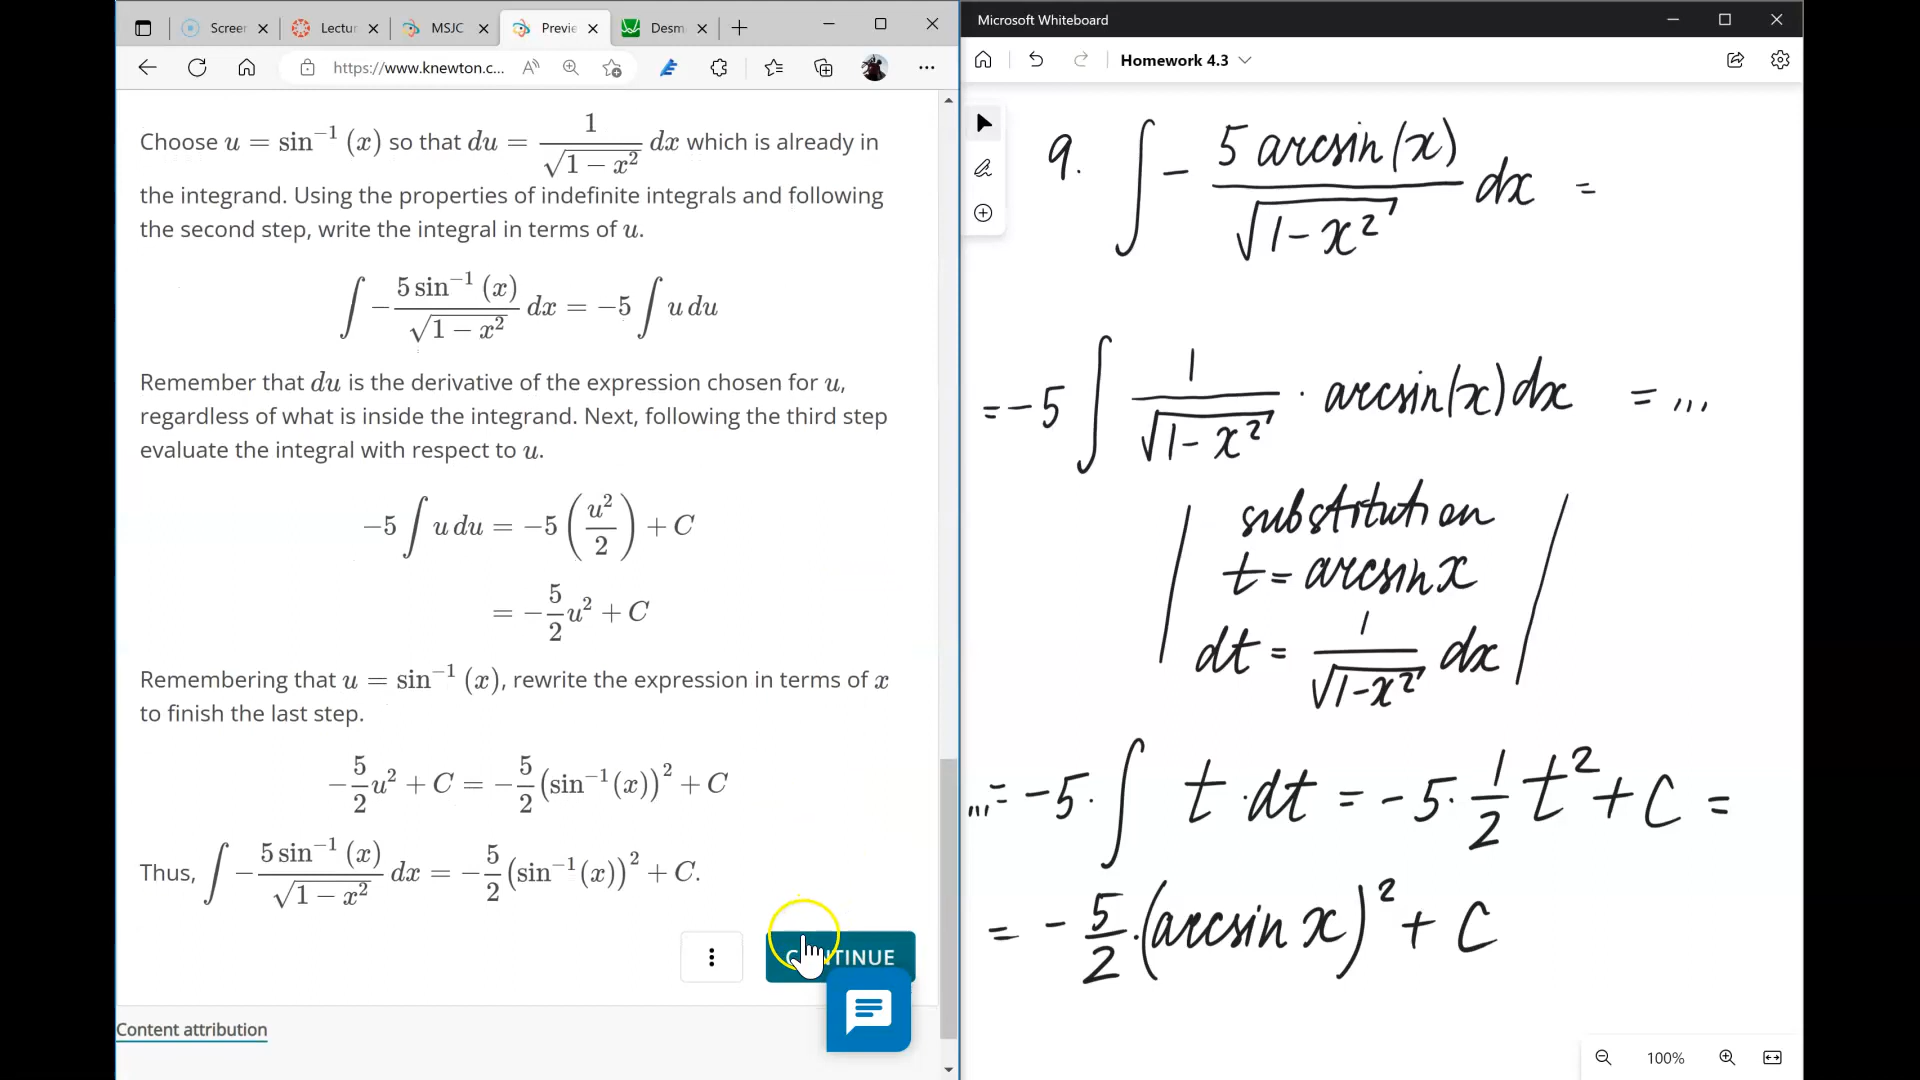 Screer
Lectur
MSJC
Previe
Desm
https://www.knewton.c...
Choose u = sin⁻¹ (x) so that du = 1/√(1 − x²) dx which is already in
the integrand. Using the properties of indefinite integrals and following
the second step, write the integral in terms of u.
∫ − 5 sin⁻¹ (x)/√(1 − x²) dx = −5 ∫ u du
Remember that du is the derivative of the expression chosen for u,
regardless of what is inside the integrand. Next, following the third step
evaluate the integral with respect to u.
−5 ∫ u du = −5 (u²/2) + C
= −5/2 u² + C
Remembering that u = sin⁻¹ (x), rewrite the expression in terms of x
to finish the last step.
−5/2 u² + C = −5/2 (sin⁻¹(x))² + C
Thus, ∫ − 5 sin⁻¹ (x)/√(1 − x²) dx = −5/2 (sin⁻¹(x))² + C.
CONTINUE
Content attribution
Microsoft Whiteboard
Homework 4.3
9. ∫ − 5 arcsin(x)/√(1−x²) dx =
= −5 ∫ 1/√(1−x²) · arcsin(x) dx = ...
substitution
t = arcsin x
dt = 1/√(1−x²) dx
...= −5 · ∫ t · dt = −5 · 1/2 t² + C =
= − 5/2 · (arcsin x)² + C
100%